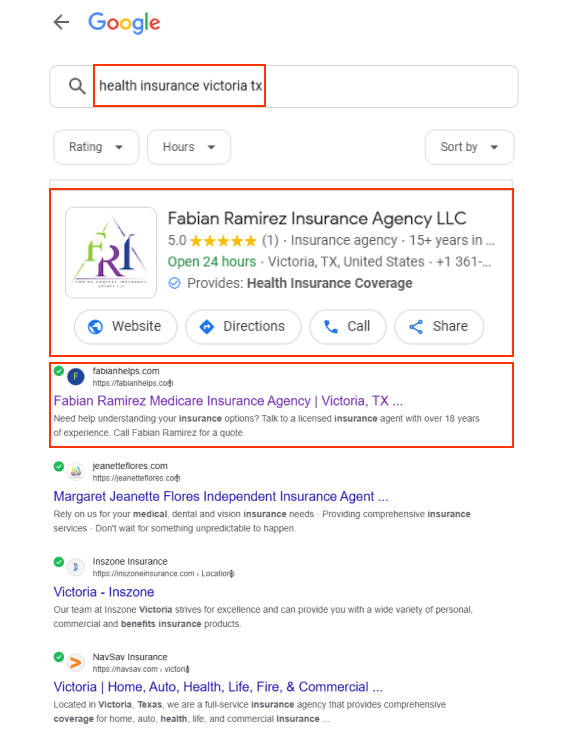 Google
health insurance victoria tx
Rating
Hours
Sort by
FRI
FABIAN RAMIREZ INSURANCE
AGENCY LLC
Fabian Ramirez Insurance Agency LLC
5.0 (1) · Insurance agency · 15+ years in ...
Open 24 hours · Victoria, TX, United States · +1 361-...
Provides: Health Insurance Coverage
Website
Directions
Call
Share
F
fabianhelps.com
https://fabianhelps.com
Fabian Ramirez Medicare Insurance Agency | Victoria, TX ...
Need help understanding your insurance options? Talk to a licensed insurance agent with over 18 years
of experience. Call Fabian Ramirez for a quote.
jeanetteflores.com
https://jeanetteflores.com
Margaret Jeanette Flores Independent Insurance Agent ...
Rely on us for your medical, dental and vision insurance needs · Providing comprehensive insurance
services · Don't wait for something unpredictable to happen.
Inszone Insurance
https://inszoneinsurance.com › Locations
Victoria - Inszone
Our team at Inszone Victoria strives for excellence and can provide you with a wide variety of personal,
commercial and benefits insurance products.
NavSav Insurance
https://navsav.com › victoria
Victoria | Home, Auto, Health, Life, Fire, & Commercial ...
Located in Victoria, Texas, we are a full-service insurance agency that provides comprehensive
coverage for home, auto, health, life, and commercial Insurance ...